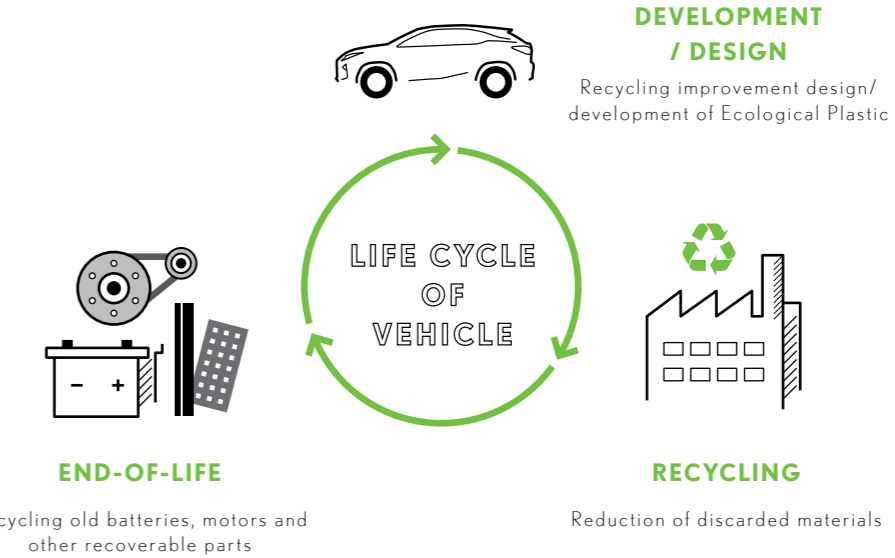 DEVELOPMENT
/ DESIGN
Recycling improvement design/
development of Ecological Plastic
LIFE CYCLE
OF
VEHICLE
- +
END-OF-LIFE
cycling old batteries, motors and
other recoverable parts
RECYCLING
Reduction of discarded materials